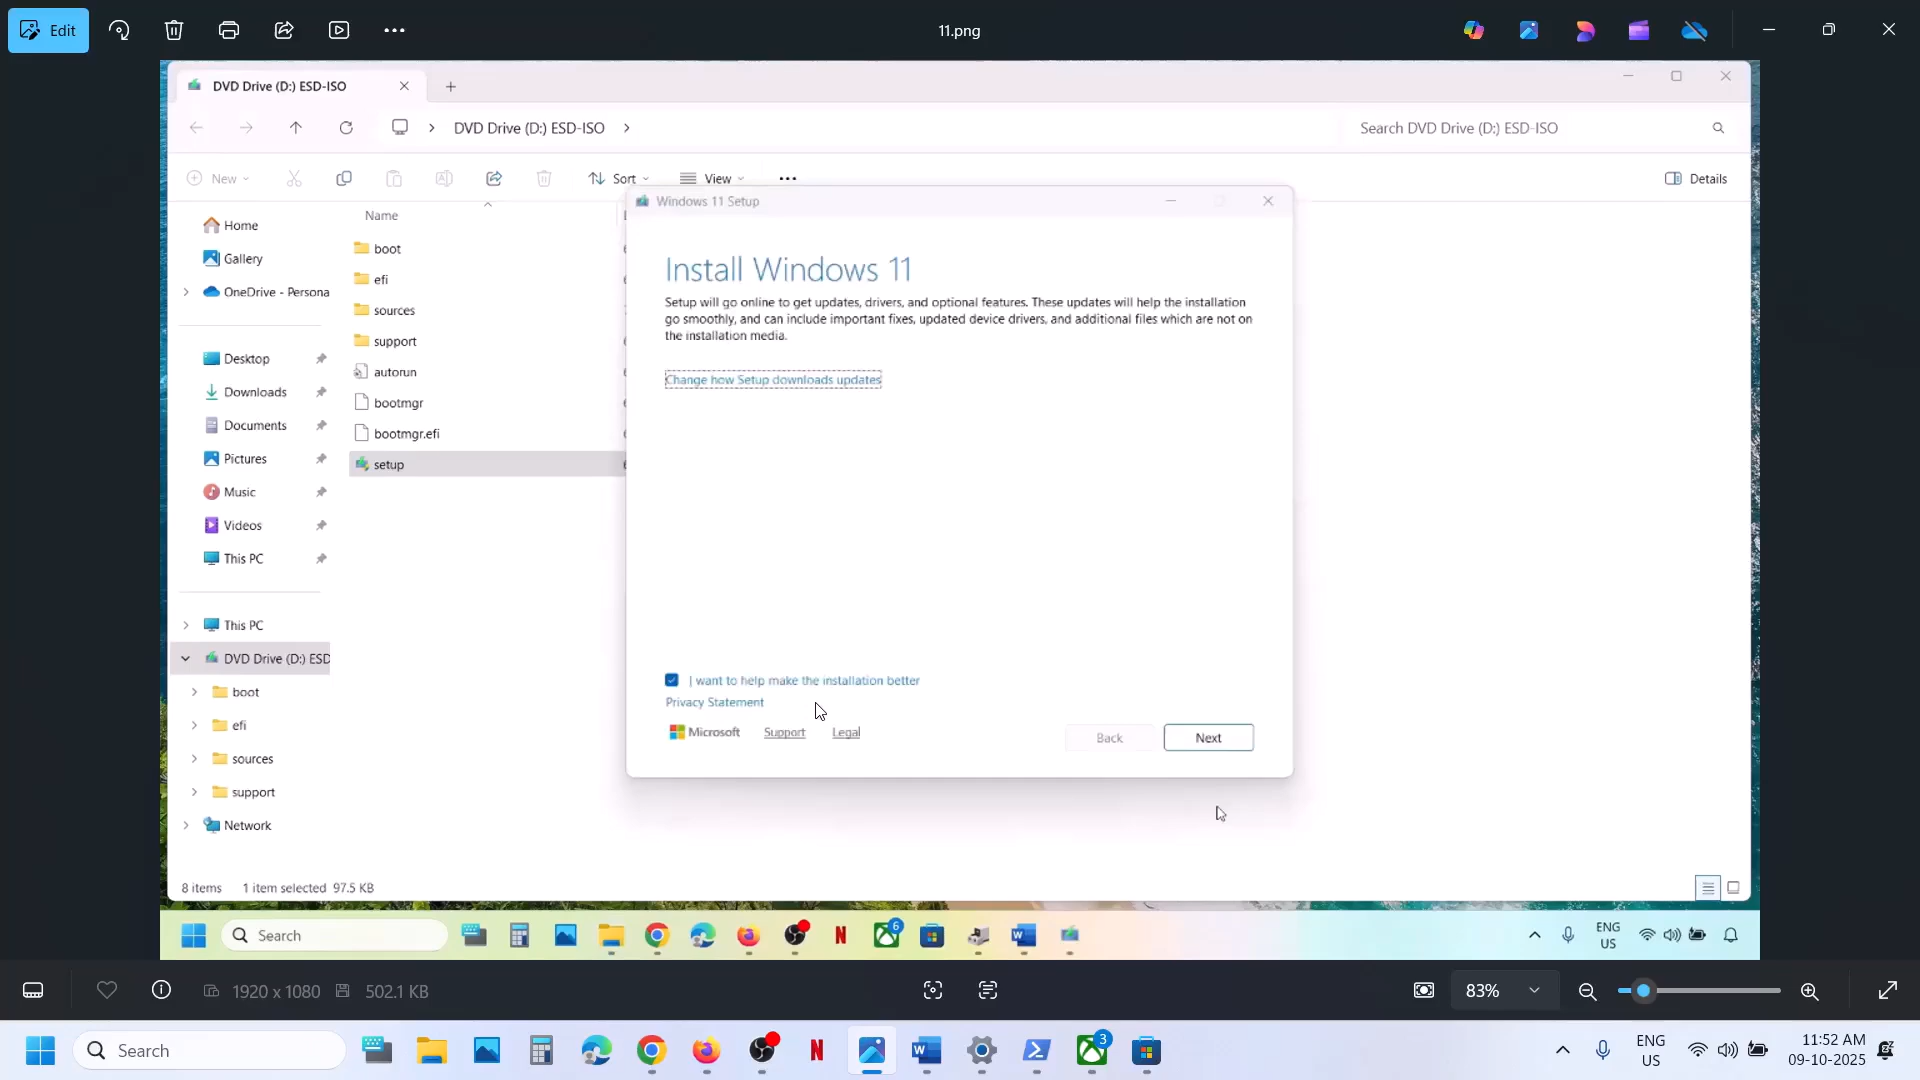 Edit
11.png
DVD Drive (D:) ESD-ISO
DVD Drive (D:) ESD-ISO
Search DVD Drive (D:) ESD-ISO
New
Sort
View
Details
Name
Home
Gallery
OneDrive - Persona
Desktop
Downloads
Documents
Pictures
Music
Videos
This PC
This PC
DVD Drive (D:) ESD
boot
efi
sources
support
Network
boot
efi
sources
support
autorun
bootmgr
bootmgr.efi
setup
Windows 11 Setup
Install Windows 11
Setup will go online to get updates, drivers, and optional features. These updates will help the installation
go smoothly, and can include important fixes, updated device drivers, and additional files which are not on
the installation media.
Change how Setup downloads updates
I want to help make the installation better
Privacy Statement
Microsoft
Support
Legal
Back
Next
8 items
1 item selected 97.5 KB
Search
6
ENG
US
1920 x 1080
502.1 KB
83%
Search
3
ENG
US
11:52 AM
09-10-2025